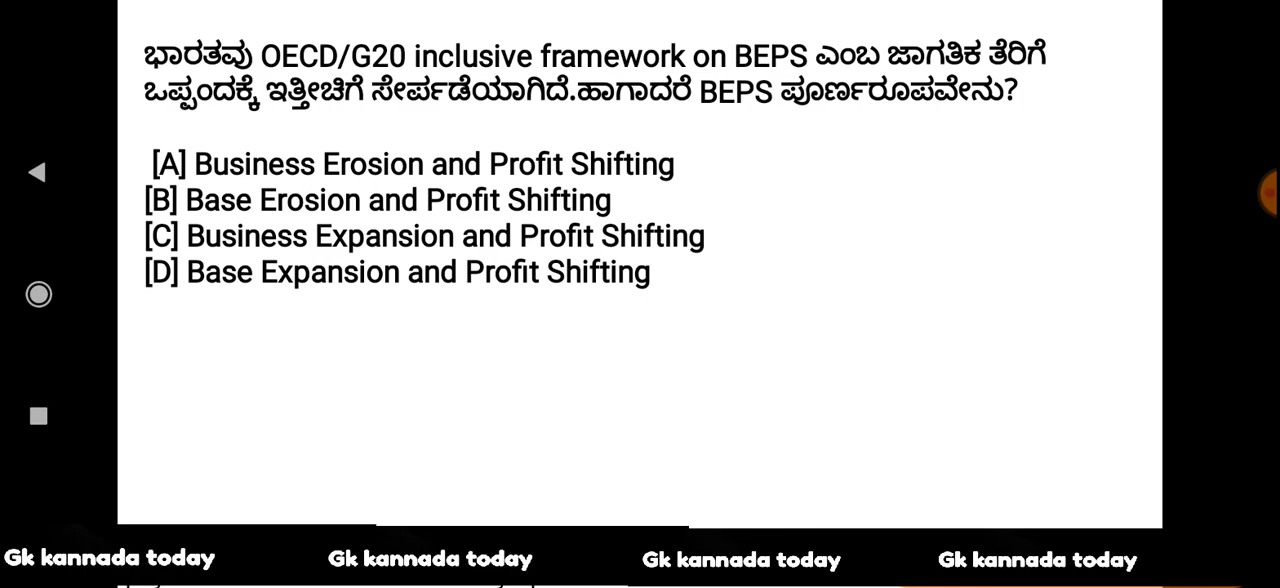 ಭಾರತವು OECD/G20 inclusive framework on BEPS ಎಂಬ ಜಾಗತಿಕ ತೆರಿಗೆ
ಒಪ್ಪಂದಕ್ಕೆ ಇತ್ತೀಚಿಗೆ ಸೇರ್ಪಡೆಯಾಗಿದೆ.ಹಾಗಾದರೆ BEPS ಪೂರ್ಣರೂಪವೇನು?
[A] Business Erosion and Profit Shifting
[B] Base Erosion and Profit Shifting
[C] Business Expansion and Profit Shifting
[D] Base Expansion and Profit Shifting
Gk kannada today Gk kannada today Gk kannada today Gk kannada today